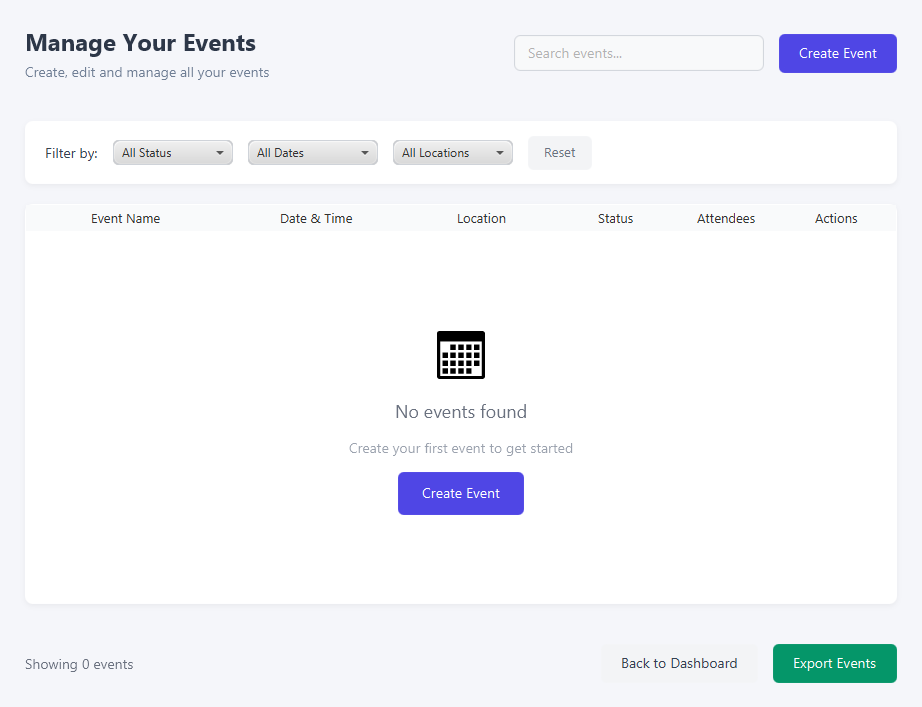 Manage Your Events
Create, edit and manage all your events
Search events...
Create Event
Filter by:
All Status
All Dates
All Locations
Reset
Event Name
Date & Time
Location
Status
Attendees
Actions
No events found
Create your first event to get started
Create Event
Showing 0 events
Back to Dashboard
Export Events